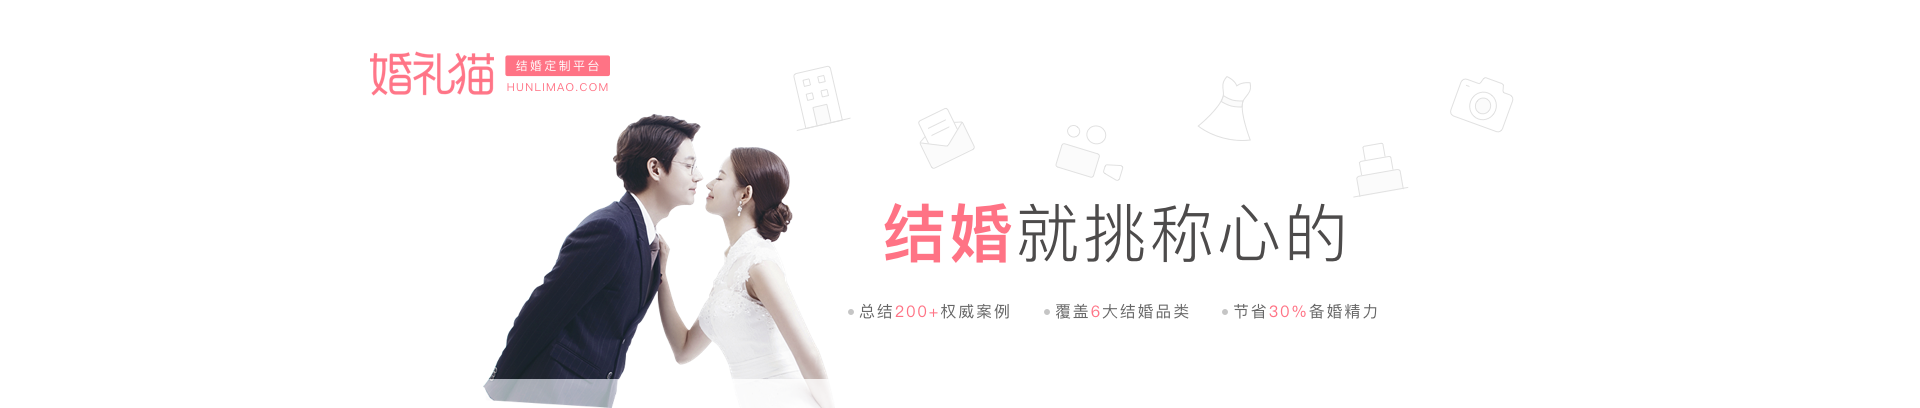 婚礼猫
结婚定制平台
HUNLIMAO.COM
结婚就挑称心的
总结200+权威案例
覆盖6大结婚品类
节省30%备婚精力